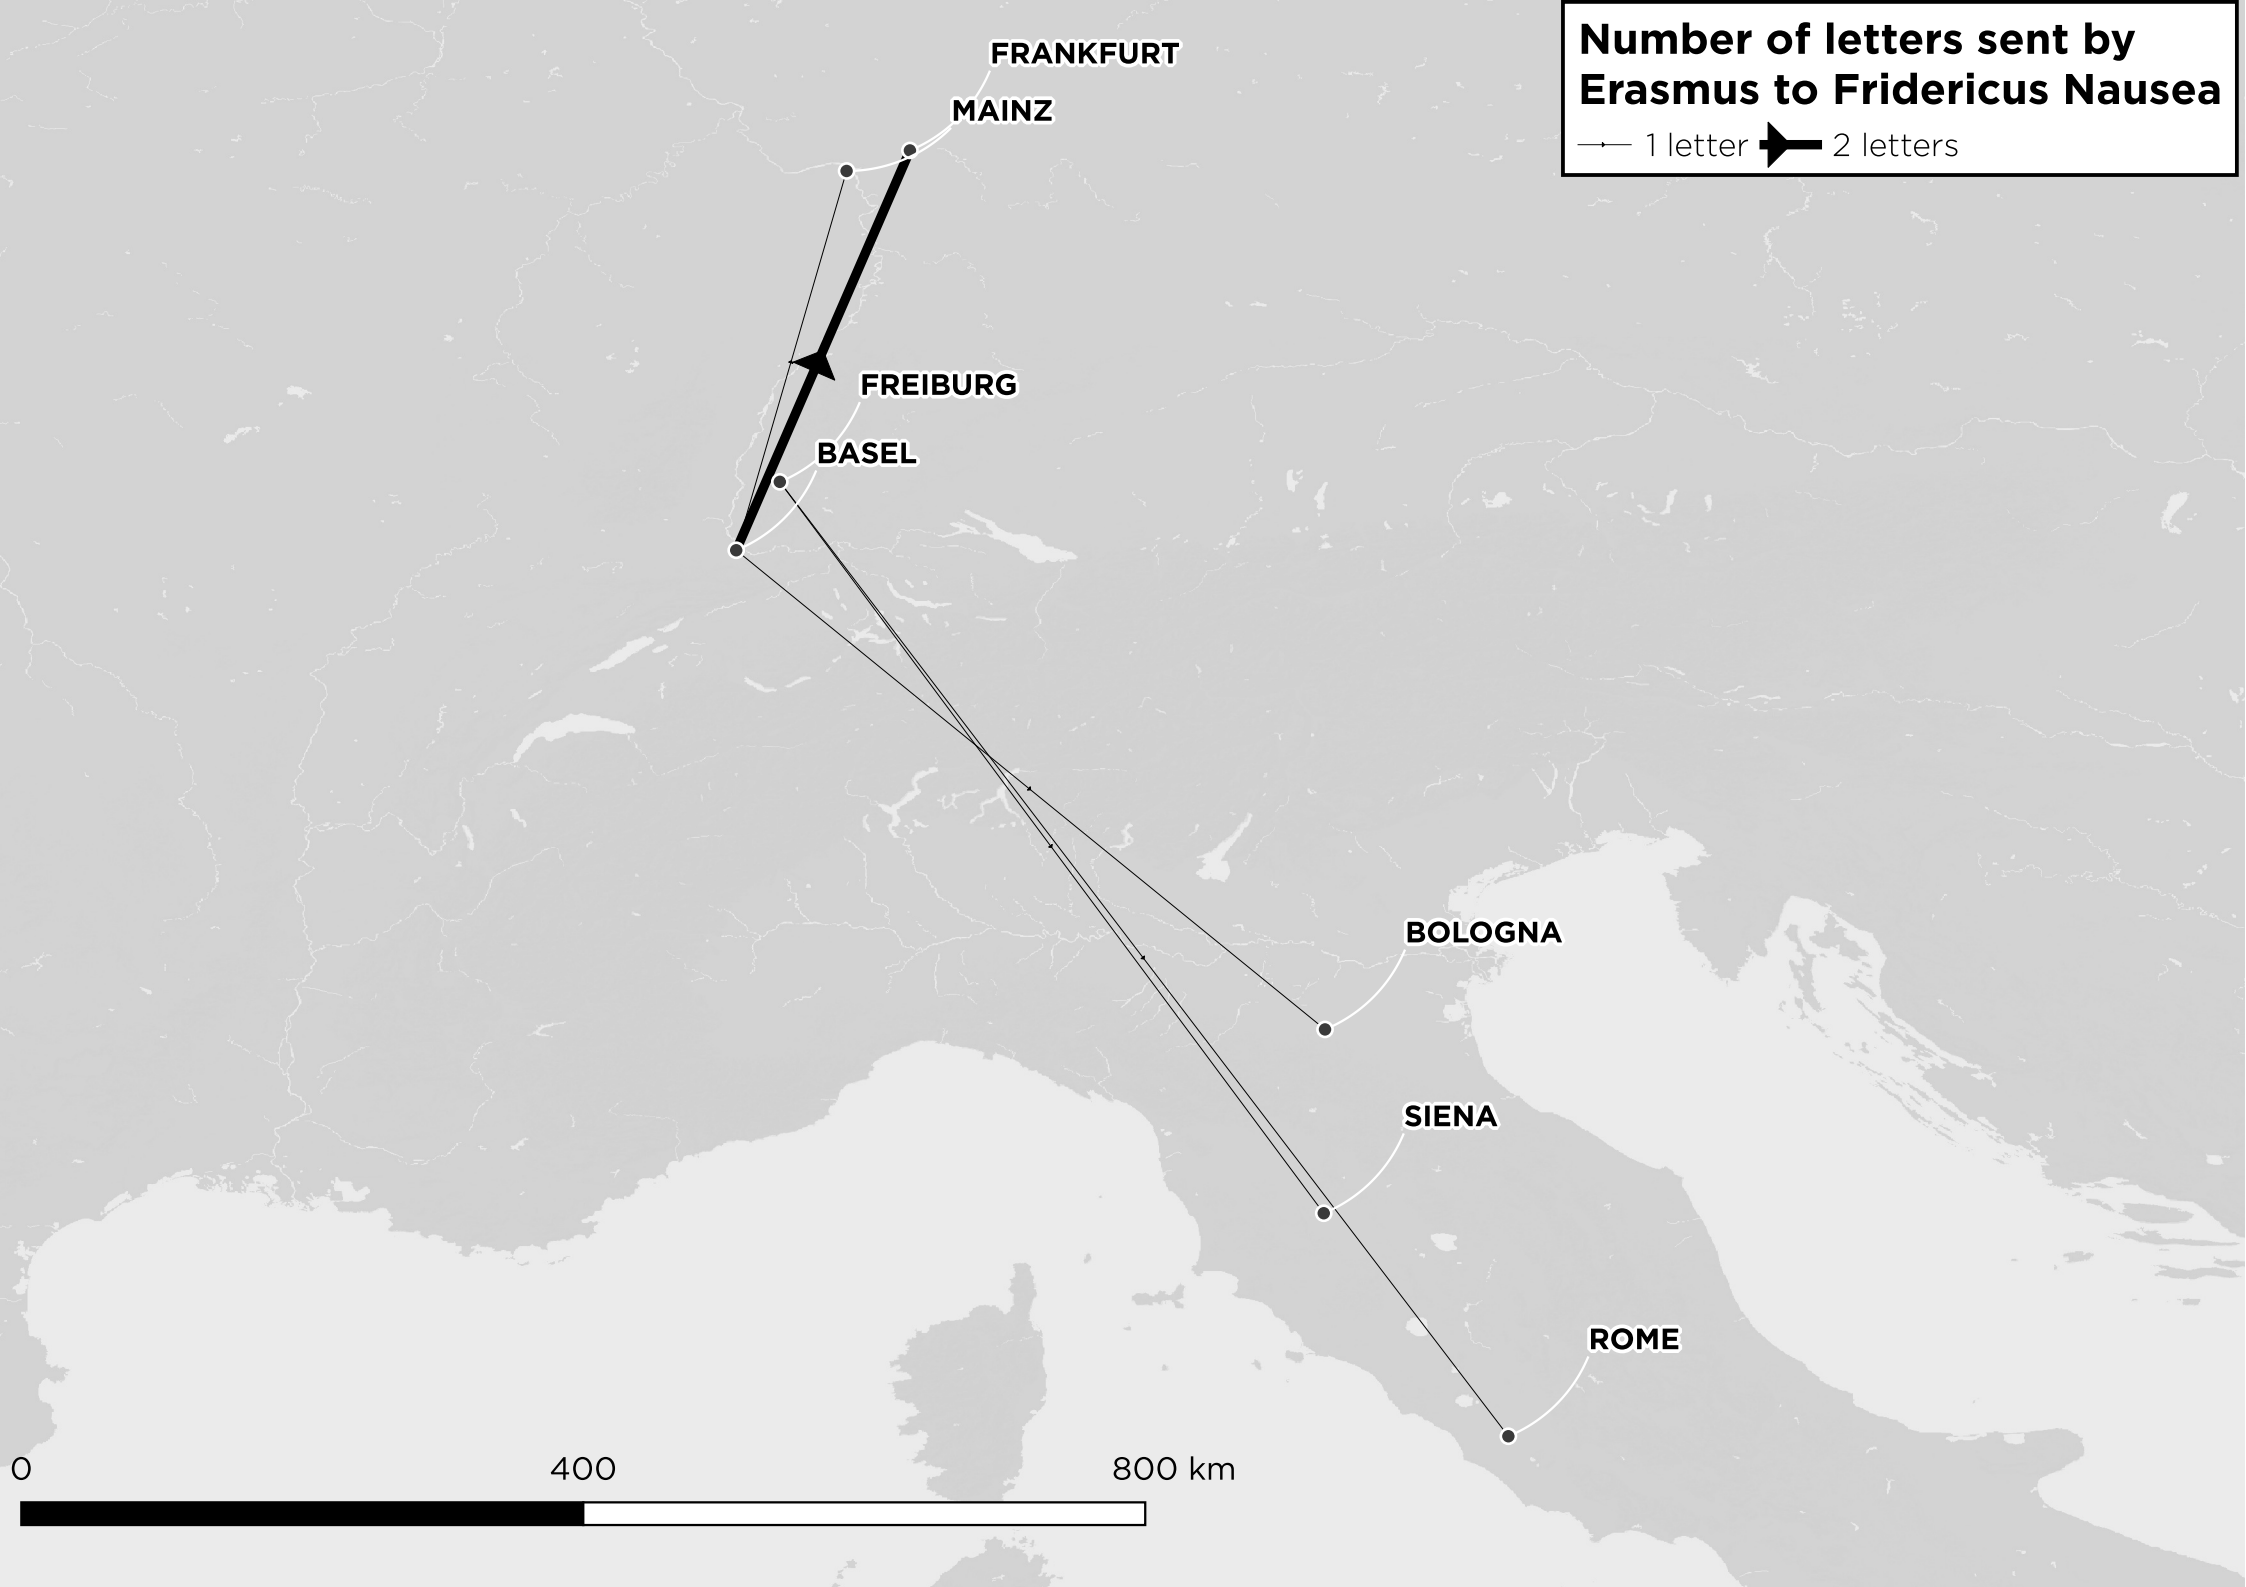 Number of letters sent by
Erasmus to Fridericus Nausea
1 letter 2 letters
FRANKFURT
MAINZ
FREIBURG
BASEL
BOLOGNA
SIENA
ROME
0 400 800 km